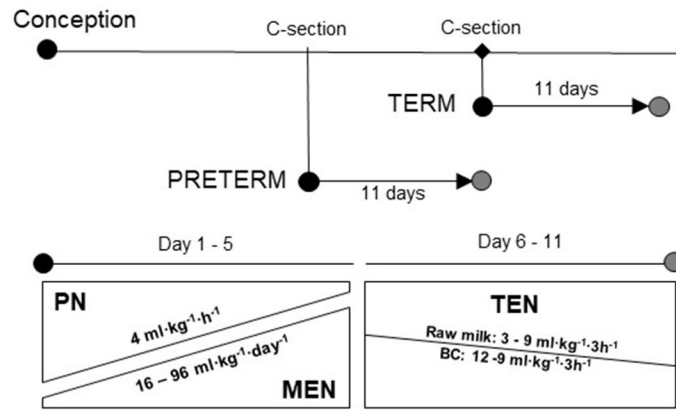 Conception
C-section
C-section
TERM
11 days
PRETERM
11 days
Day 1 - 5
Day 6 - 11
PN
4 ml·kg⁻¹·h⁻¹
16 – 96 ml·kg⁻¹·day⁻¹
MEN
TEN
Raw milk: 3 - 9 ml·kg⁻¹·3h⁻¹
BC: 12 -9 ml·kg⁻¹·3h⁻¹